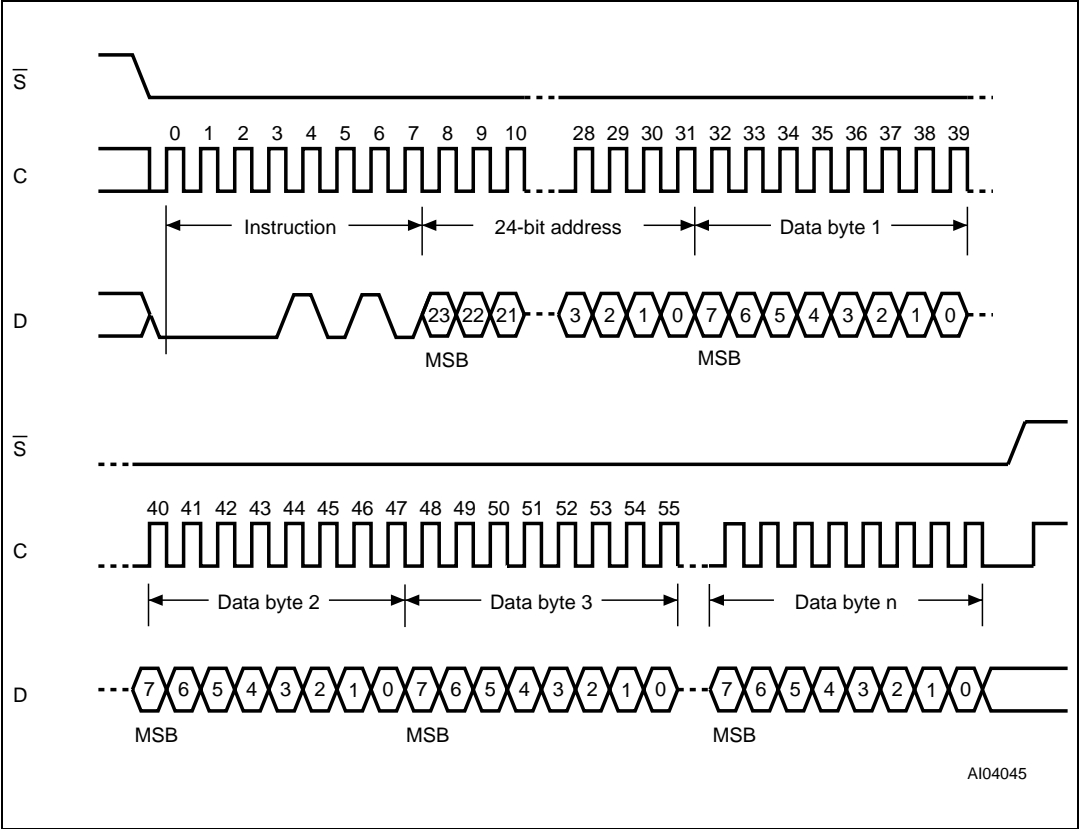 S̅
0 1 2 3 4 5 6 7 8 9 10 28 29 30 31 32 33 34 35 36 37 38 39
C
Instruction 24-bit address Data byte 1
D
23 22 21 3 2 1 0 7 6 5 4 3 2 1 0
MSB MSB
S̅
40 41 42 43 44 45 46 47 48 49 50 51 52 53 54 55
C
Data byte 2 Data byte 3 Data byte n
D
7 6 5 4 3 2 1 0 7 6 5 4 3 2 1 0 7 6 5 4 3 2 1 0
MSB MSB MSB
AI04045